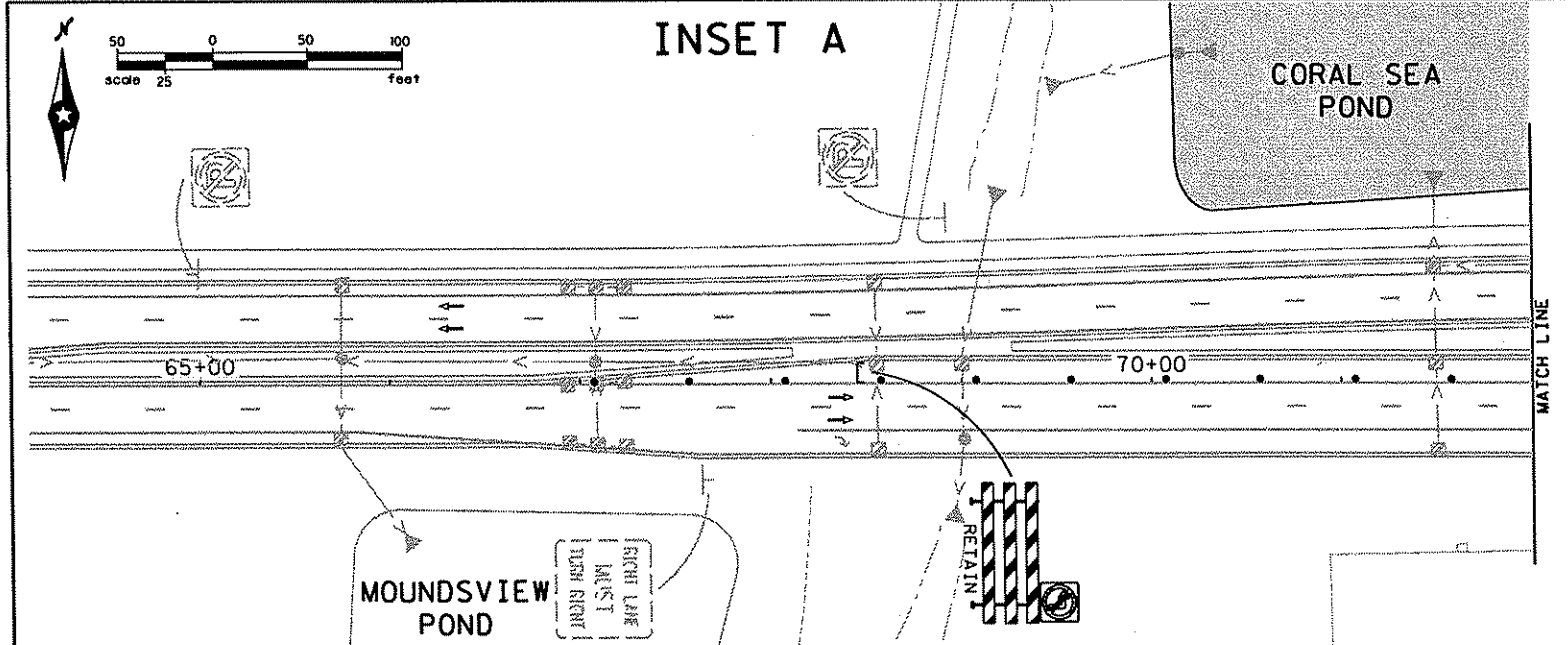 INSET A
N
50 0 50 100
scale 25 feet
CORAL SEA
POND
65+00
70+00
MATCH LINE
RETAIN
RIGHT LANE
MUST
TURN RIGHT
MOUNDSVIEW
POND